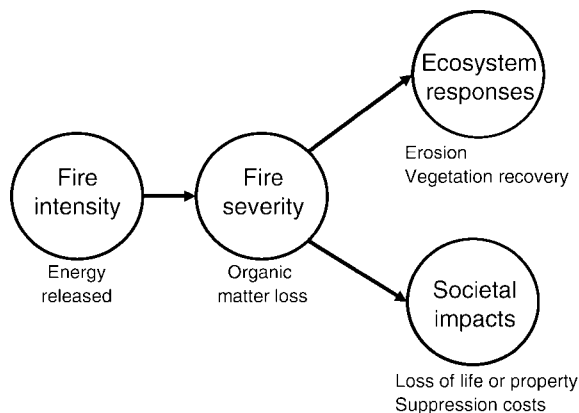 Fire
intensity
Energy
released
Fire
severity
Organic
matter loss
Ecosystem
responses
Erosion
Vegetation recovery
Societal
impacts
Loss of life or property
Suppression costs